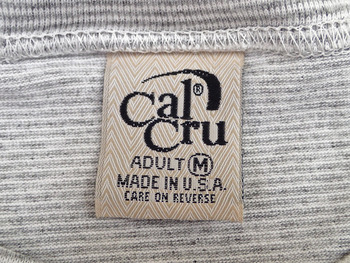 Cal®
Cru
ADULT M
MADE IN U.S.A.
CARE ON REVERSE